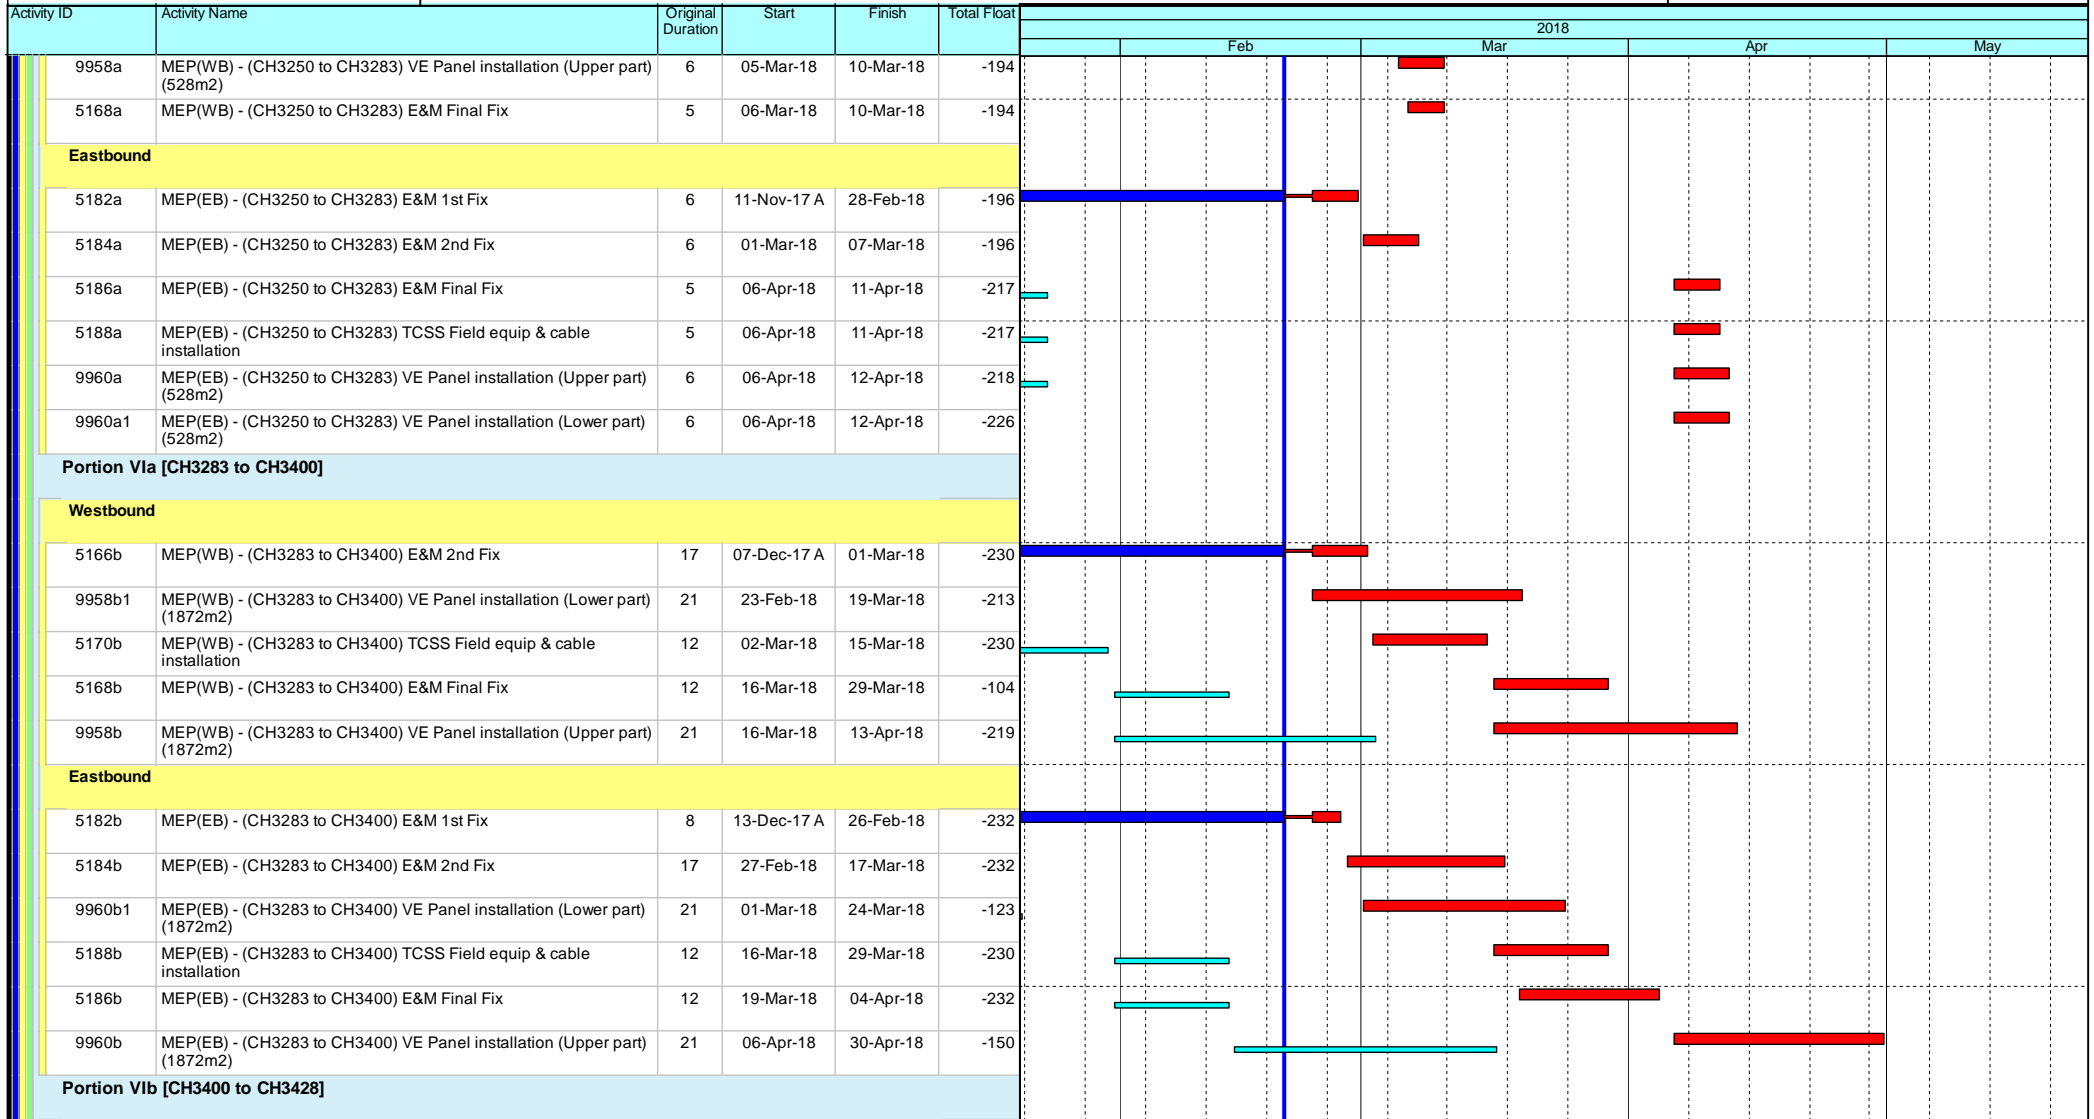 Activity ID Activity Name Original Start Finish Total Float
Duration
2018
Feb Mar Apr May
9958a MEP(WB) - (CH3250 to CH3283) VE Panel installation (Upper part) 6 05-Mar-18 10-Mar-18 -194
(528m2)
5168a MEP(WB) - (CH3250 to CH3283) E&M Final Fix 5 06-Mar-18 10-Mar-18 -194
Eastbound
5182a MEP(EB) - (CH3250 to CH3283) E&M 1st Fix 6 11-Nov-17 A 28-Feb-18 -196
5184a MEP(EB) - (CH3250 to CH3283) E&M 2nd Fix 6 01-Mar-18 07-Mar-18 -196
5186a MEP(EB) - (CH3250 to CH3283) E&M Final Fix 5 06-Apr-18 11-Apr-18 -217
5188a MEP(EB) - (CH3250 to CH3283) TCSS Field equip & cable 5 06-Apr-18 11-Apr-18 -217
installation
9960a MEP(EB) - (CH3250 to CH3283) VE Panel installation (Upper part) 6 06-Apr-18 12-Apr-18 -218
(528m2)
9960a1 MEP(EB) - (CH3250 to CH3283) VE Panel installation (Lower part) 6 06-Apr-18 12-Apr-18 -226
(528m2)
Portion VIa [CH3283 to CH3400]
Westbound
5166b MEP(WB) - (CH3283 to CH3400) E&M 2nd Fix 17 07-Dec-17 A 01-Mar-18 -230
9958b1 MEP(WB) - (CH3283 to CH3400) VE Panel installation (Lower part) 21 23-Feb-18 19-Mar-18 -213
(1872m2)
5170b MEP(WB) - (CH3283 to CH3400) TCSS Field equip & cable 12 02-Mar-18 15-Mar-18 -230
installation
5168b MEP(WB) - (CH3283 to CH3400) E&M Final Fix 12 16-Mar-18 29-Mar-18 -104
9958b MEP(WB) - (CH3283 to CH3400) VE Panel installation (Upper part) 21 16-Mar-18 13-Apr-18 -219
(1872m2)
Eastbound
5182b MEP(EB) - (CH3283 to CH3400) E&M 1st Fix 8 13-Dec-17 A 26-Feb-18 -232
5184b MEP(EB) - (CH3283 to CH3400) E&M 2nd Fix 17 27-Feb-18 17-Mar-18 -232
9960b1 MEP(EB) - (CH3283 to CH3400) VE Panel installation (Lower part) 21 01-Mar-18 24-Mar-18 -123
(1872m2)
5188b MEP(EB) - (CH3283 to CH3400) TCSS Field equip & cable 12 16-Mar-18 29-Mar-18 -230
installation
5186b MEP(EB) - (CH3283 to CH3400) E&M Final Fix 12 19-Mar-18 04-Apr-18 -232
9960b MEP(EB) - (CH3283 to CH3400) VE Panel installation (Upper part) 21 06-Apr-18 30-Apr-18 -150
(1872m2)
Portion VIb [CH3400 to CH3428]